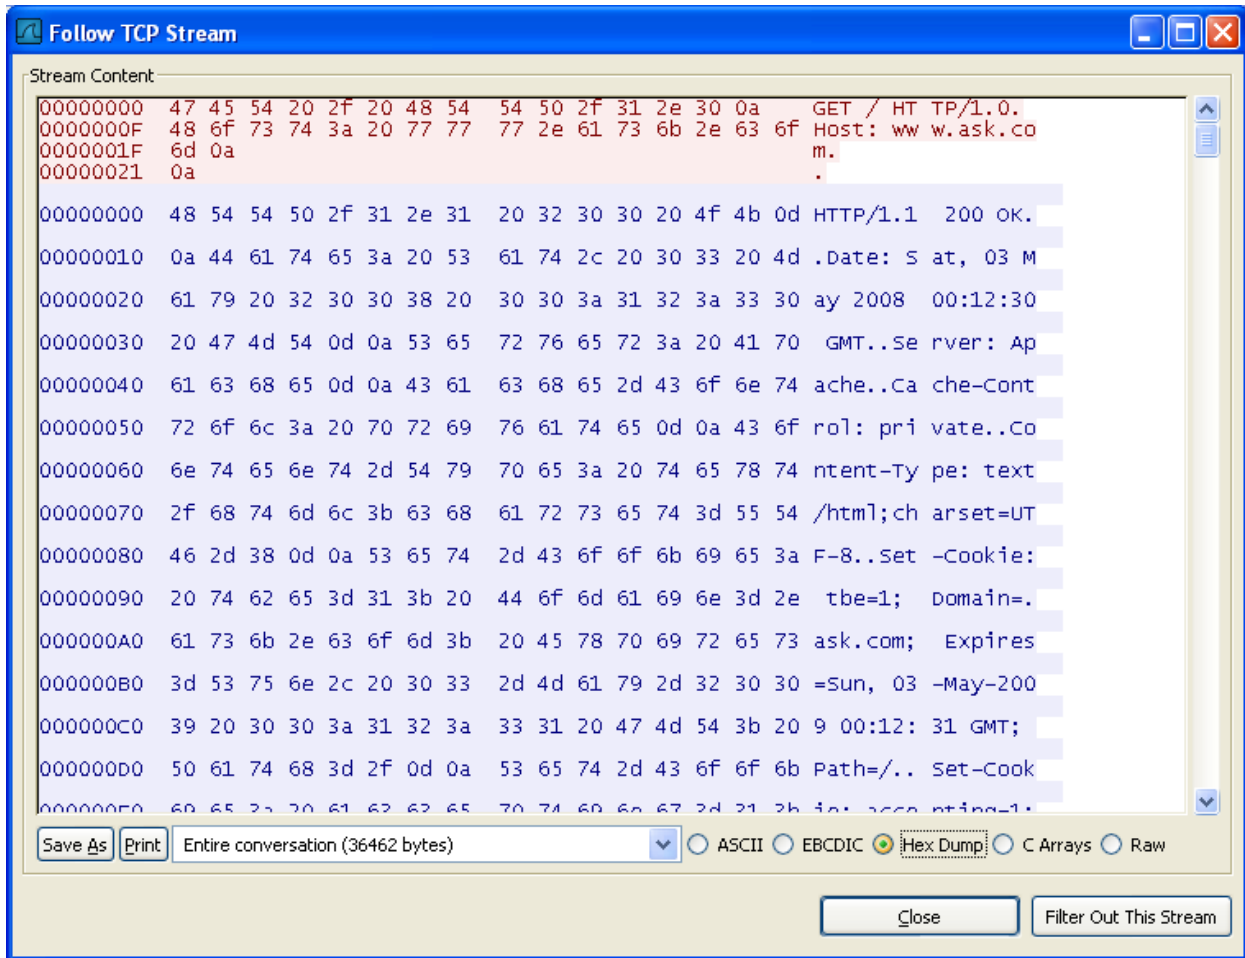 Follow TCP Stream
Stream Content
00000000 47 45 54 20 2f 20 48 54 54 50 2f 31 2e 30 0a GET / HT TP/1.0.
0000000F 48 6f 73 74 3a 20 77 77 77 2e 61 73 6b 2e 63 6f Host: ww w.ask.co
0000001F 6d 0a m.
00000021 0a .
00000000 48 54 54 50 2f 31 2e 31 20 32 30 30 20 4f 4b 0d HTTP/1.1 200 OK.
00000010 0a 44 61 74 65 3a 20 53 61 74 2c 20 30 33 20 4d .Date: S at, 03 M
00000020 61 79 20 32 30 30 38 20 30 30 3a 31 32 3a 33 30 ay 2008 00:12:30
00000030 20 47 4d 54 0d 0a 53 65 72 76 65 72 3a 20 41 70 GMT..Se rver: Ap
00000040 61 63 68 65 0d 0a 43 61 63 68 65 2d 43 6f 6e 74 ache..Ca che-Cont
00000050 72 6f 6c 3a 20 70 72 69 76 61 74 65 0d 0a 43 6f rol: pri vate..Co
00000060 6e 74 65 6e 74 2d 54 79 70 65 3a 20 74 65 78 74 ntent-Ty pe: text
00000070 2f 68 74 6d 6c 3b 63 68 61 72 73 65 74 3d 55 54 /html;ch arset=UT
00000080 46 2d 38 0d 0a 53 65 74 2d 43 6f 6f 6b 69 65 3a F-8..Set -Cookie:
00000090 20 74 62 65 3d 31 3b 20 44 6f 6d 61 69 6e 3d 2e tbe=1; Domain=.
000000A0 61 73 6b 2e 63 6f 6d 3b 20 45 78 70 69 72 65 73 ask.com; Expires
000000B0 3d 53 75 6e 2c 20 30 33 2d 4d 61 79 2d 32 30 30 =Sun, 03 -May-200
000000C0 39 20 30 30 3a 31 32 3a 33 31 20 47 4d 54 3b 20 9 00:12: 31 GMT;
000000D0 50 61 74 68 3d 2f 0d 0a 53 65 74 2d 43 6f 6f 6b Path=/.. Set-Cook
Save As Print Entire conversation (36462 bytes) ASCII EBCDIC Hex Dump C Arrays Raw
Close Filter Out This Stream